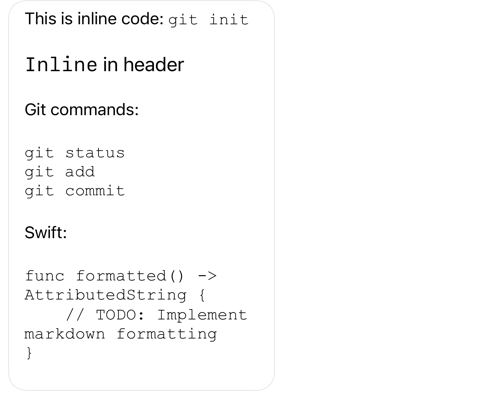 This is inline code: git init
Inline in header
Git commands:
git status
git add
git commit
Swift:
func formatted() ->
AttributedString {
    // TODO: Implement
markdown formatting
}